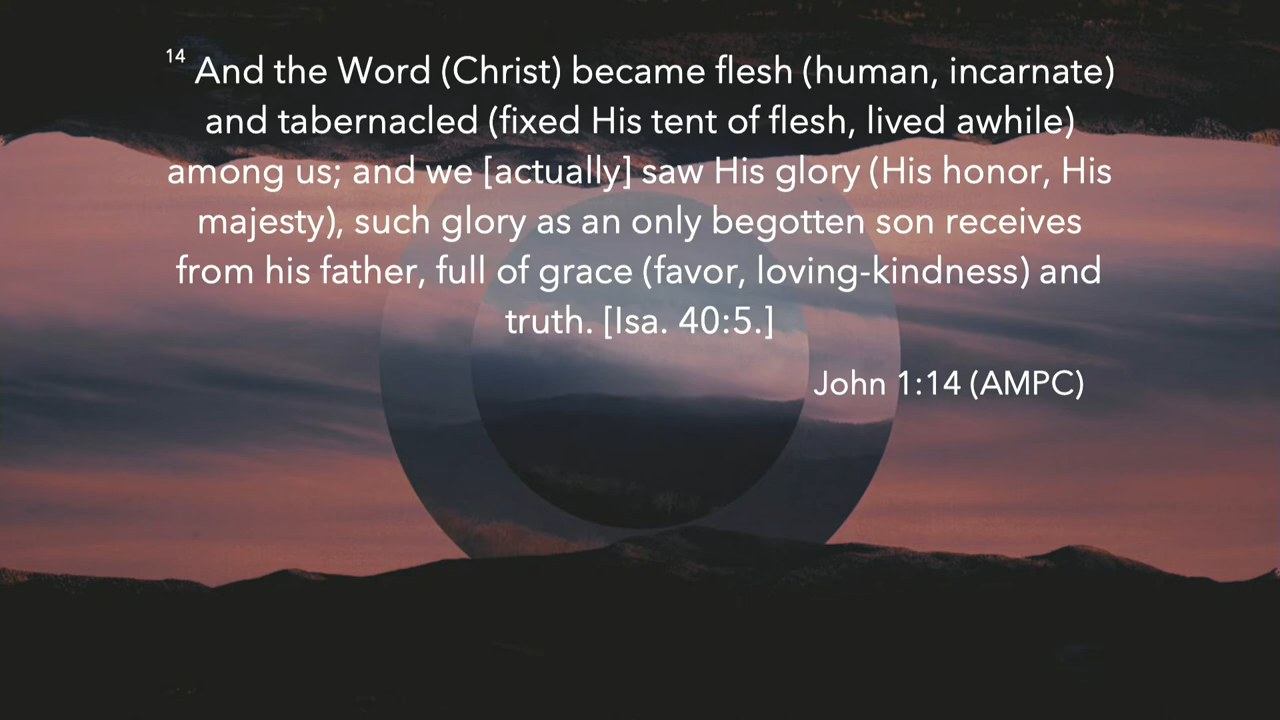 14 And the Word (Christ) became flesh (human, incarnate)
and tabernacled (fixed His tent of flesh, lived awhile)
among us; and we [actually] saw His glory (His honor, His
majesty), such glory as an only begotten son receives
from his father, full of grace (favor, loving-kindness) and
truth. [Isa. 40:5.]
John 1:14 (AMPC)